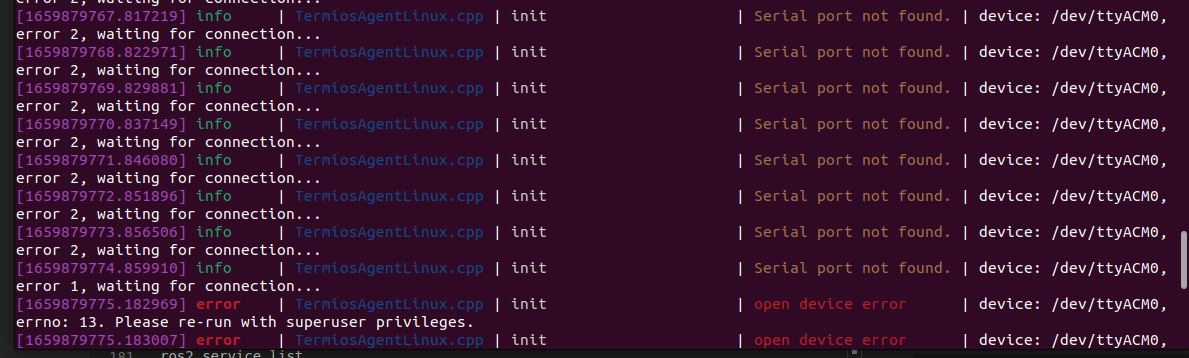 error 2, waiting for connection...
[1659879767.817219] info     | TermiosAgentLinux.cpp | init                     | Serial port not found. | device: /dev/ttyACM0,
error 2, waiting for connection...
[1659879768.822971] info     | TermiosAgentLinux.cpp | init                     | Serial port not found. | device: /dev/ttyACM0,
error 2, waiting for connection...
[1659879769.829881] info     | TermiosAgentLinux.cpp | init                     | Serial port not found. | device: /dev/ttyACM0,
error 2, waiting for connection...
[1659879770.837149] info     | TermiosAgentLinux.cpp | init                     | Serial port not found. | device: /dev/ttyACM0,
error 2, waiting for connection...
[1659879771.846080] info     | TermiosAgentLinux.cpp | init                     | Serial port not found. | device: /dev/ttyACM0,
error 2, waiting for connection...
[1659879772.851896] info     | TermiosAgentLinux.cpp | init                     | Serial port not found. | device: /dev/ttyACM0,
error 2, waiting for connection...
[1659879773.856506] info     | TermiosAgentLinux.cpp | init                     | Serial port not found. | device: /dev/ttyACM0,
error 2, waiting for connection...
[1659879774.859910] info     | TermiosAgentLinux.cpp | init                     | Serial port not found. | device: /dev/ttyACM0,
error 1, waiting for connection...
[1659879775.182969] error    | TermiosAgentLinux.cpp | init                     | open device error      | device: /dev/ttyACM0,
errno: 13. Please re-run with superuser privileges.
[1659879775.183007] error    | TermiosAgentLinux.cpp | init                     | open device error      | device: /dev/ttyACM0,
181 ros2 service list